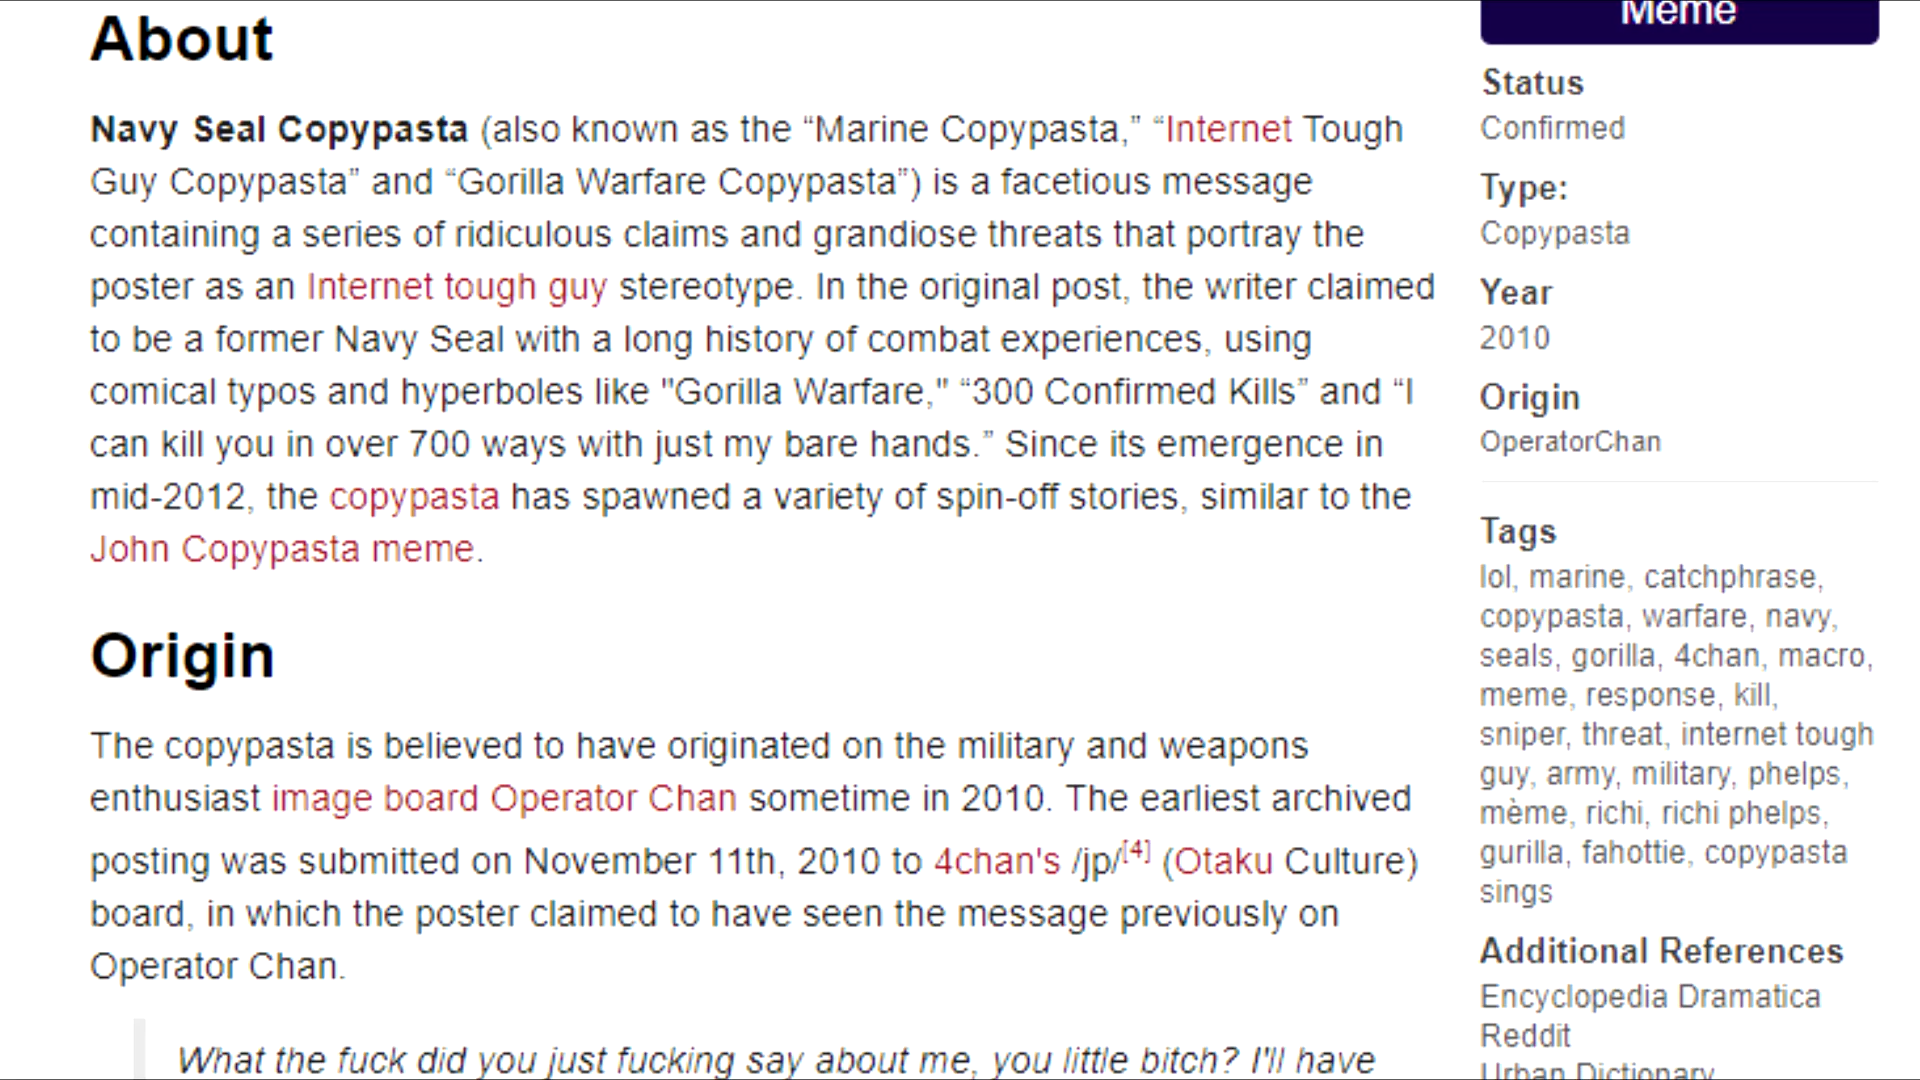 About
Navy Seal Copypasta (also known as the “Marine Copypasta,” “Internet Tough
Guy Copypasta” and “Gorilla Warfare Copypasta”) is a facetious message
containing a series of ridiculous claims and grandiose threats that portray the
poster as an Internet tough guy stereotype. In the original post, the writer claimed
to be a former Navy Seal with a long history of combat experiences, using
comical typos and hyperboles like "Gorilla Warfare," “300 Confirmed Kills” and “I
can kill you in over 700 ways with just my bare hands.” Since its emergence in
mid-2012, the copypasta has spawned a variety of spin-off stories, similar to the
John Copypasta meme.
Origin
The copypasta is believed to have originated on the military and weapons
enthusiast image board Operator Chan sometime in 2010. The earliest archived
posting was submitted on November 11th, 2010 to 4chan's /jp/[4] (Otaku Culture)
board, in which the poster claimed to have seen the message previously on
Operator Chan.
What the fuck did you just fucking say about me, you little bitch? I'll have
Meme
Status
Confirmed
Type:
Copypasta
Year
2010
Origin
OperatorChan
Tags
lol, marine, catchphrase,
copypasta, warfare, navy,
seals, gorilla, 4chan, macro,
meme, response, kill,
sniper, threat, internet tough
guy, army, military, phelps,
mème, richi, richi phelps,
gurilla, fahottie, copypasta
sings
Additional References
Encyclopedia Dramatica
Reddit
Urban Dictionary